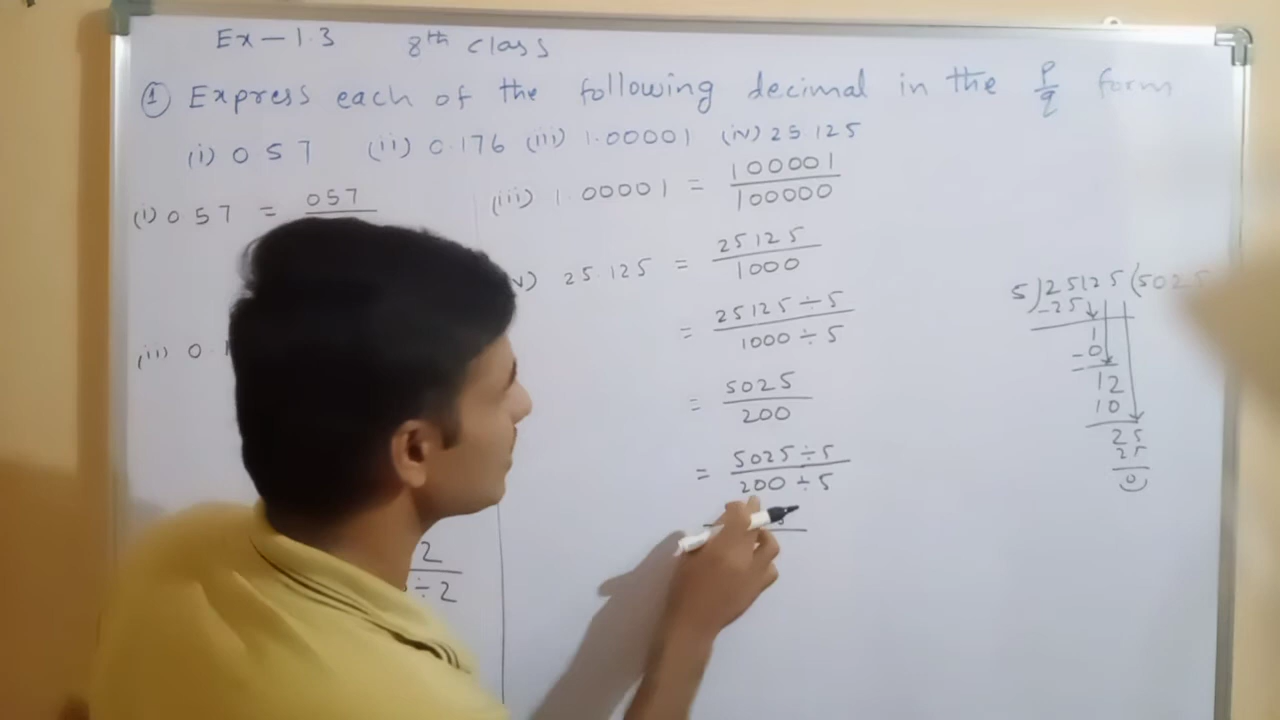 Ex-1.3 8th class
① Express each of the following decimal in the p/q form
(i) 0 57 (ii) 0.176 (iii) 1.00001 (iv) 25.125
(i) 0 57 = 057
(ii) 0.1
2
÷ 2
(iii) 1.00001 = 100001/100000
v) 25.125 = 25125/1000
= 25125÷5 / 1000÷5
= 5025/200
= 5025÷5 / 200÷5
5)25125(5025
-25
1
-0
12
10
25
25
0